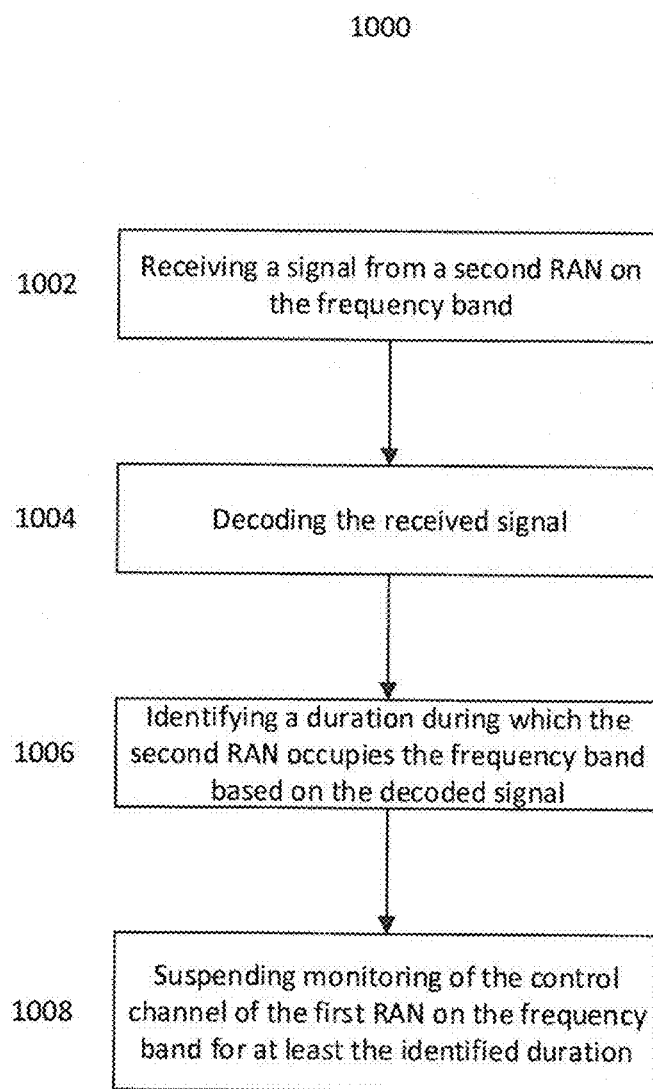 1000
1002
Receiving a signal from a second RAN on
the frequency band
1004
Decoding the received signal
1006
Identifying a duration during which the
second RAN occupies the frequency band
based on the decoded signal
1008
Suspending monitoring of the control
channel of the first RAN on the frequency
band for at least the identified duration